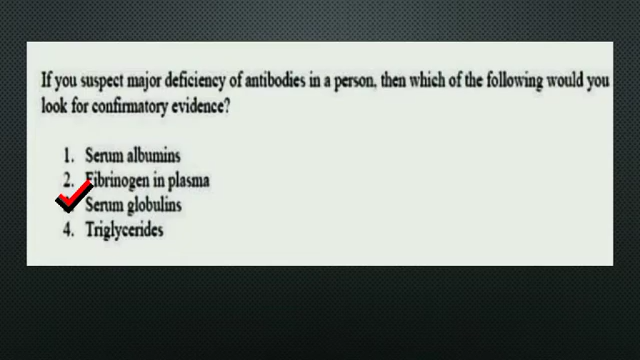 If you suspect major deficiency of antibodies in a person, then which of the following would you
look for confirmatory evidence?
1. Serum albumins
2. Fibrinogen in plasma
Serum globulins
4. Triglycerides